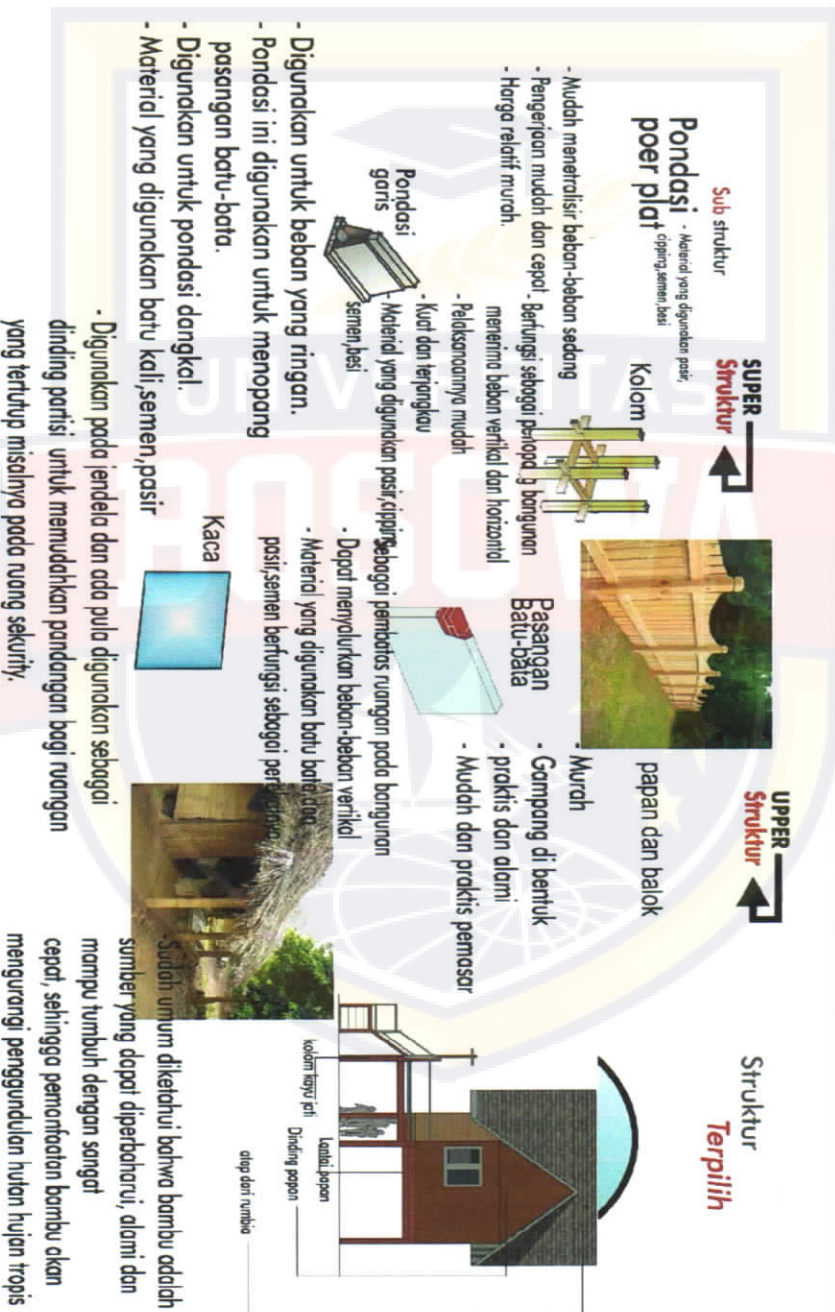 Sub struktur
Pondasi
poer plat
- Material yang digunakan pasir,
cipping,semen,besi
- Mudah menetralisir beban-beban sedang
- Pengerjaan mudah dan cepat
- Harga relatif murah.
Pondasi
garis
- Digunakan untuk beban yang ringan.
- Pondasi ini digunakan untuk menopang
pasangan batu-bata.
- Digunakan untuk pondasi dangkal.
- Material yang digunakan batu kali,semen,pasir
SUPER
Struktur
Kolom
- Berfungsi sebagai bangunan
menerima beban vertikal dan horizontal
- Pelaksanaannya mudah
- Kuat dan terjangkau
- Material yang digunakan pasir,cipping
semen,besi
Pasangan
Batu-bata
sebagai pembatas ruangan pada bangunan
- Dapat menyalurkan beban-beban vertikal
- Material yang digunakan batu bata,dan
pasir,semen berfungsi sebagai
Kaca
- Digunakan pada jendela dan ada pula digunakan sebagai
dinding partisi untuk memudahkan pandangan bagi ruangan
yang tertutup misalnya pada ruang sekurity.
UPPER
Struktur
papan dan balok
- Murah
- Gampang di bentuk
- praktis dan alami
- Mudah dan praktis pemasar
Struktur
Terpilih
kolom kayu jati
Lantai papan
Dinding papan
atap dari rumbia
-Sudah umum diketahui bahwa bambu adalah
sumber yang dapat diperbaharui, alami dan
mampu tumbuh dengan sangat
cepat, sehingga pemanfaatan bambu akan
mengurangi penggundulan hutan hujan tropis
UNIVERSITAS
BOSOWA